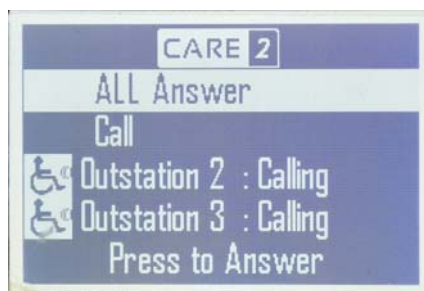 CARE 2
ALL Answer
Call
Outstation 2 : Calling
Outstation 3 : Calling
Press to Answer